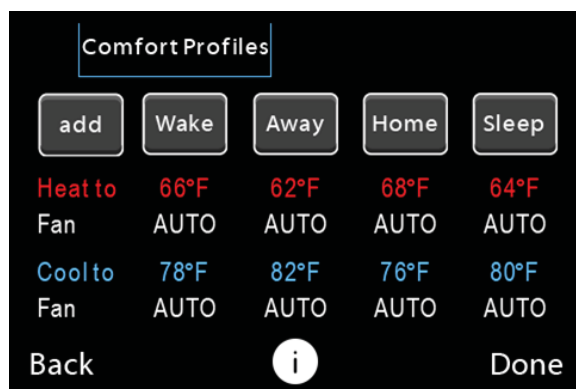 Comfort Profiles
add Wake Away Home Sleep
Heat to 66°F 62°F 68°F 64°F
Fan AUTO AUTO AUTO AUTO
Cool to 78°F 82°F 76°F 80°F
Fan AUTO AUTO AUTO AUTO
Back i Done